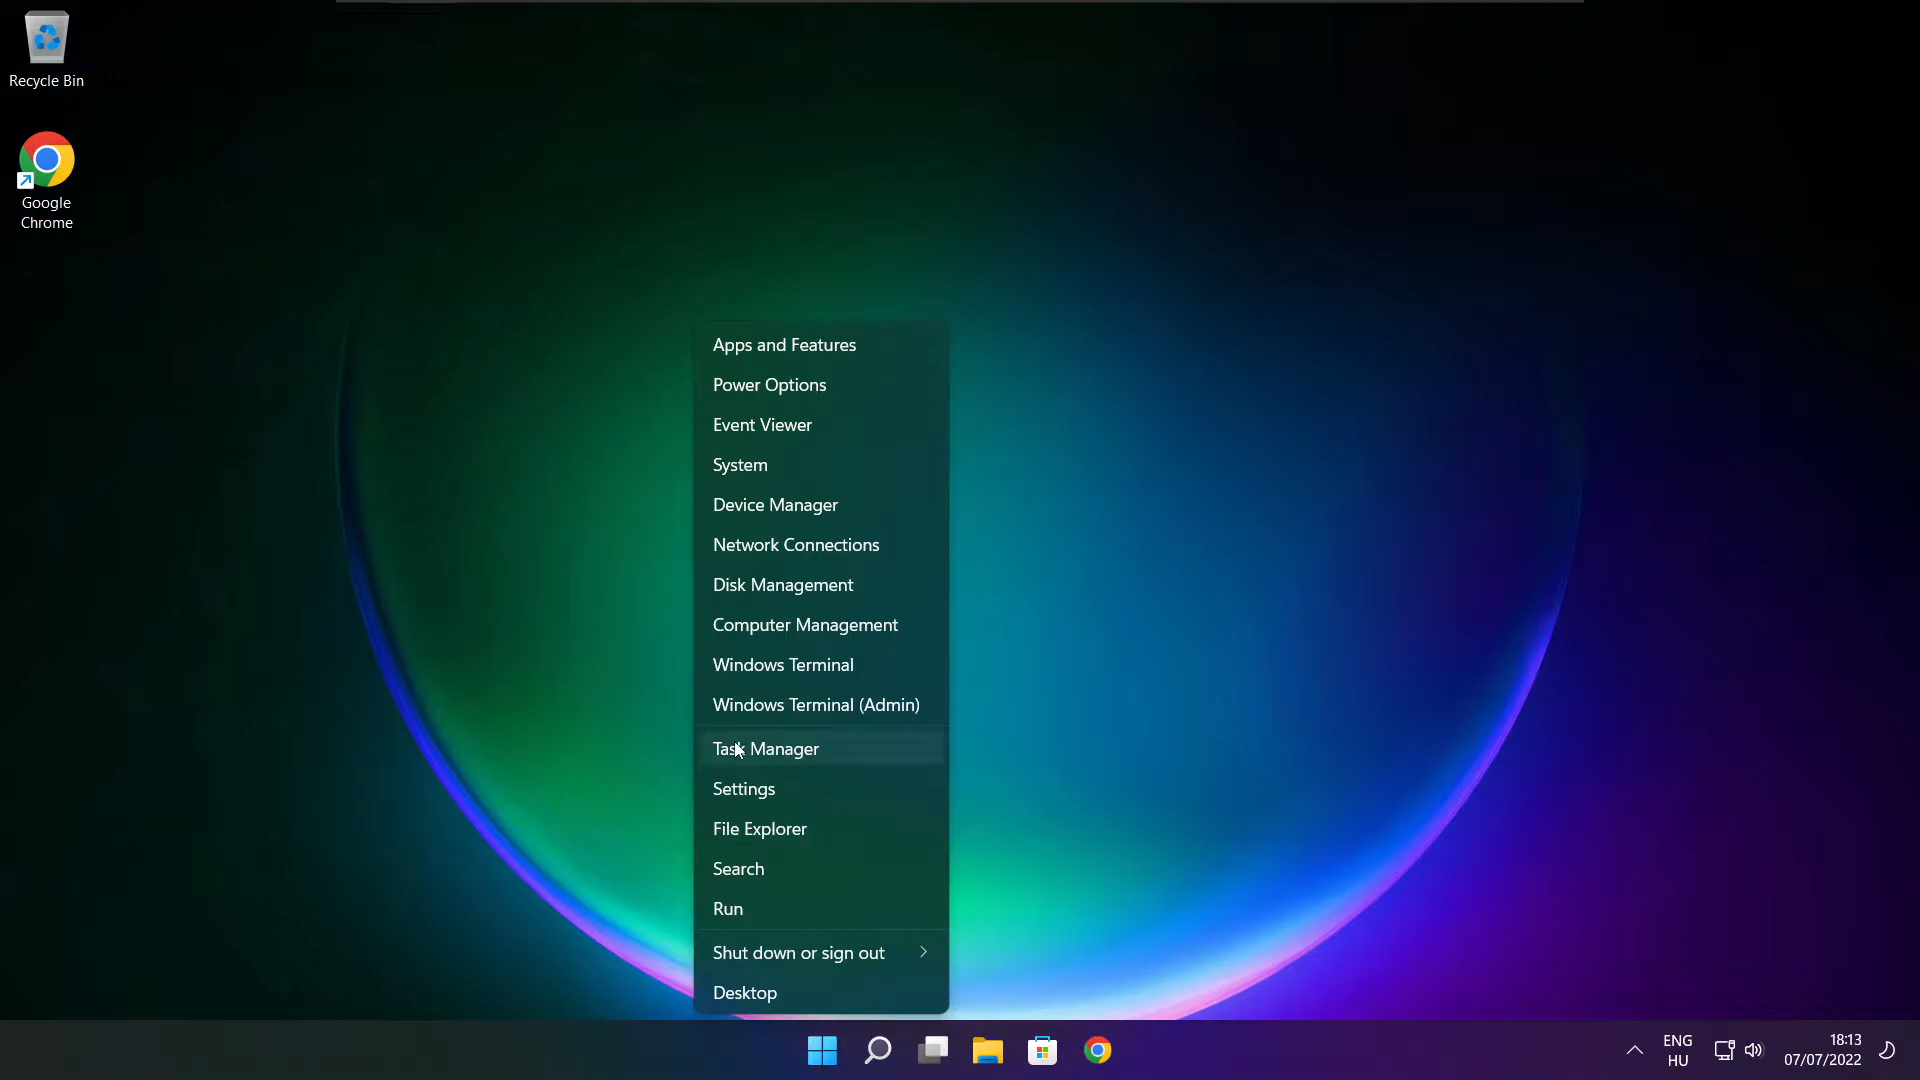 Recycle Bin
Google
Chrome
Apps and Features
Power Options
Event Viewer
System
Device Manager
Network Connections
Disk Management
Computer Management
Windows Terminal
Windows Terminal (Admin)
Task Manager
Settings
File Explorer
Search
Run
Shut down or sign out
Desktop
ENG
HU
18:13
07/07/2022